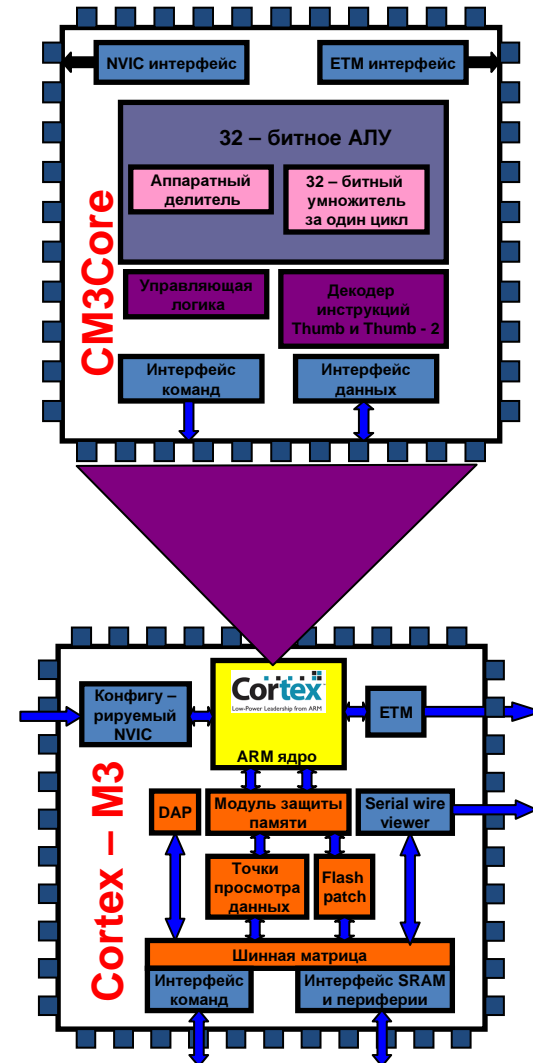 NVIC интерфейс
ETM интерфейс
32 – битное АЛУ
Аппаратный
делитель
32 – битный
умножитель
за один цикл
CM3Core
Управляющая
логика
Декодер
инструкций
Thumb и Thumb - 2
Интерфейс
команд
Интерфейс
данных
Cortex
Low-Power Leadership from ARM
Конфигу –
рируемый
NVIC
ETM
ARM ядро
Cortex – M3
DAP
Модуль защиты
памяти
Serial wire
viewer
Точки
просмотра
данных
Flash
patch
Шинная матрица
Интерфейс
команд
Интерфейс SRAM
и периферии